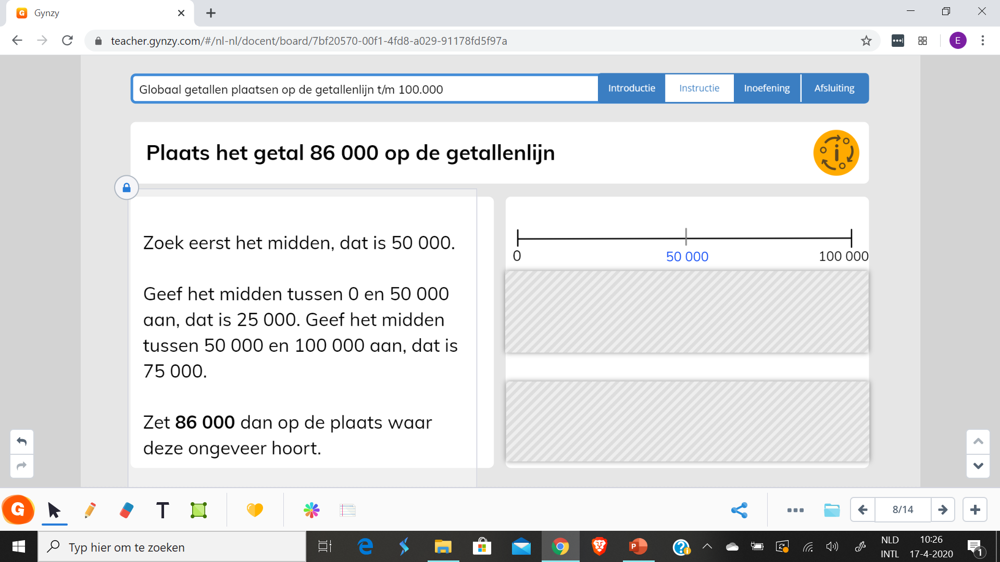 Gynzy
teacher.gynzy.com/#/nl-nl/docent/board/7bf20570-00f1-4fd8-a029-91178fd5f97a
E
Globaal getallen plaatsen op de getallenlijn t/m 100.000
Introductie
Instructie
Inoefening
Afsluiting
Plaats het getal 86 000 op de getallenlijn
Zoek eerst het midden, dat is 50 000.
Geef het midden tussen 0 en 50 000
aan, dat is 25 000. Geef het midden
tussen 50 000 en 100 000 aan, dat is
75 000.
Zet 86 000 dan op de plaats waar
deze ongeveer hoort.
0
50 000
100 000
G
T
8/14
Typ hier om te zoeken
NLD
INTL
10:26
17-4-2020
1